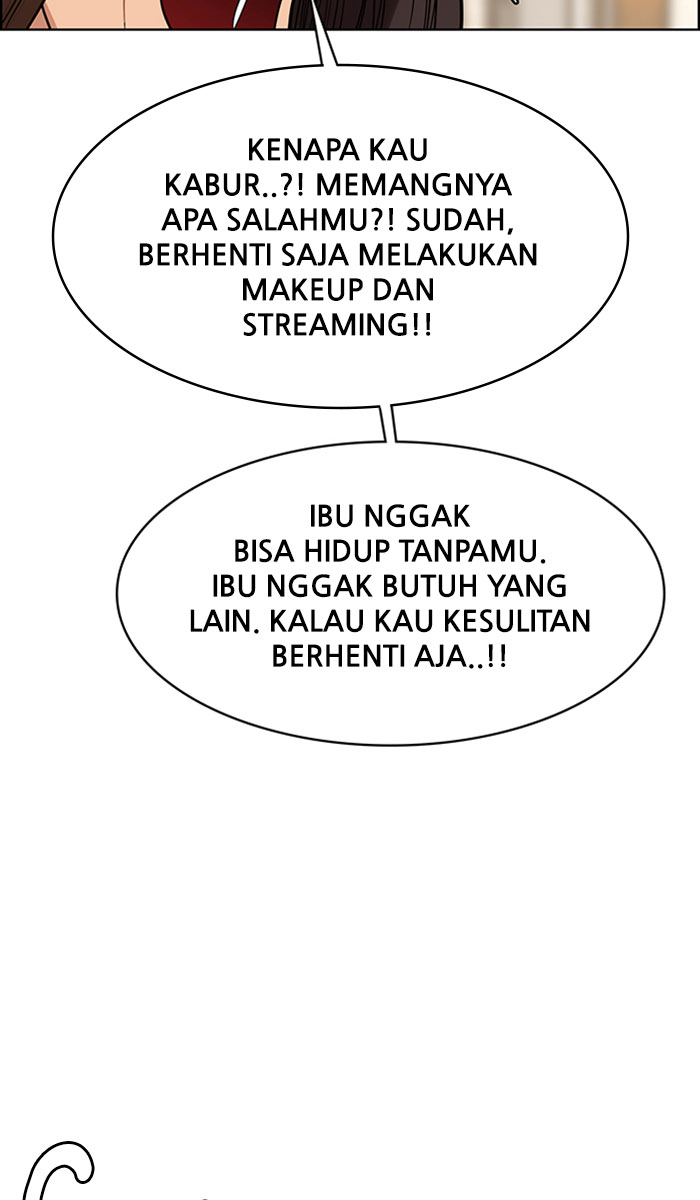 KENAPA KAU
KABUR..?! MEMANGNYA
APA SALAHMU?! SUDAH,
BERHENTI SAJA MELAKUKAN
MAKEUP DAN
STREAMING!!
IBU NGGAK
BISA HIDUP TANPAMU.
IBU NGGAK BUTUH YANG
LAIN. KALAU KAU KESULITAN
BERHENTI AJA..!!